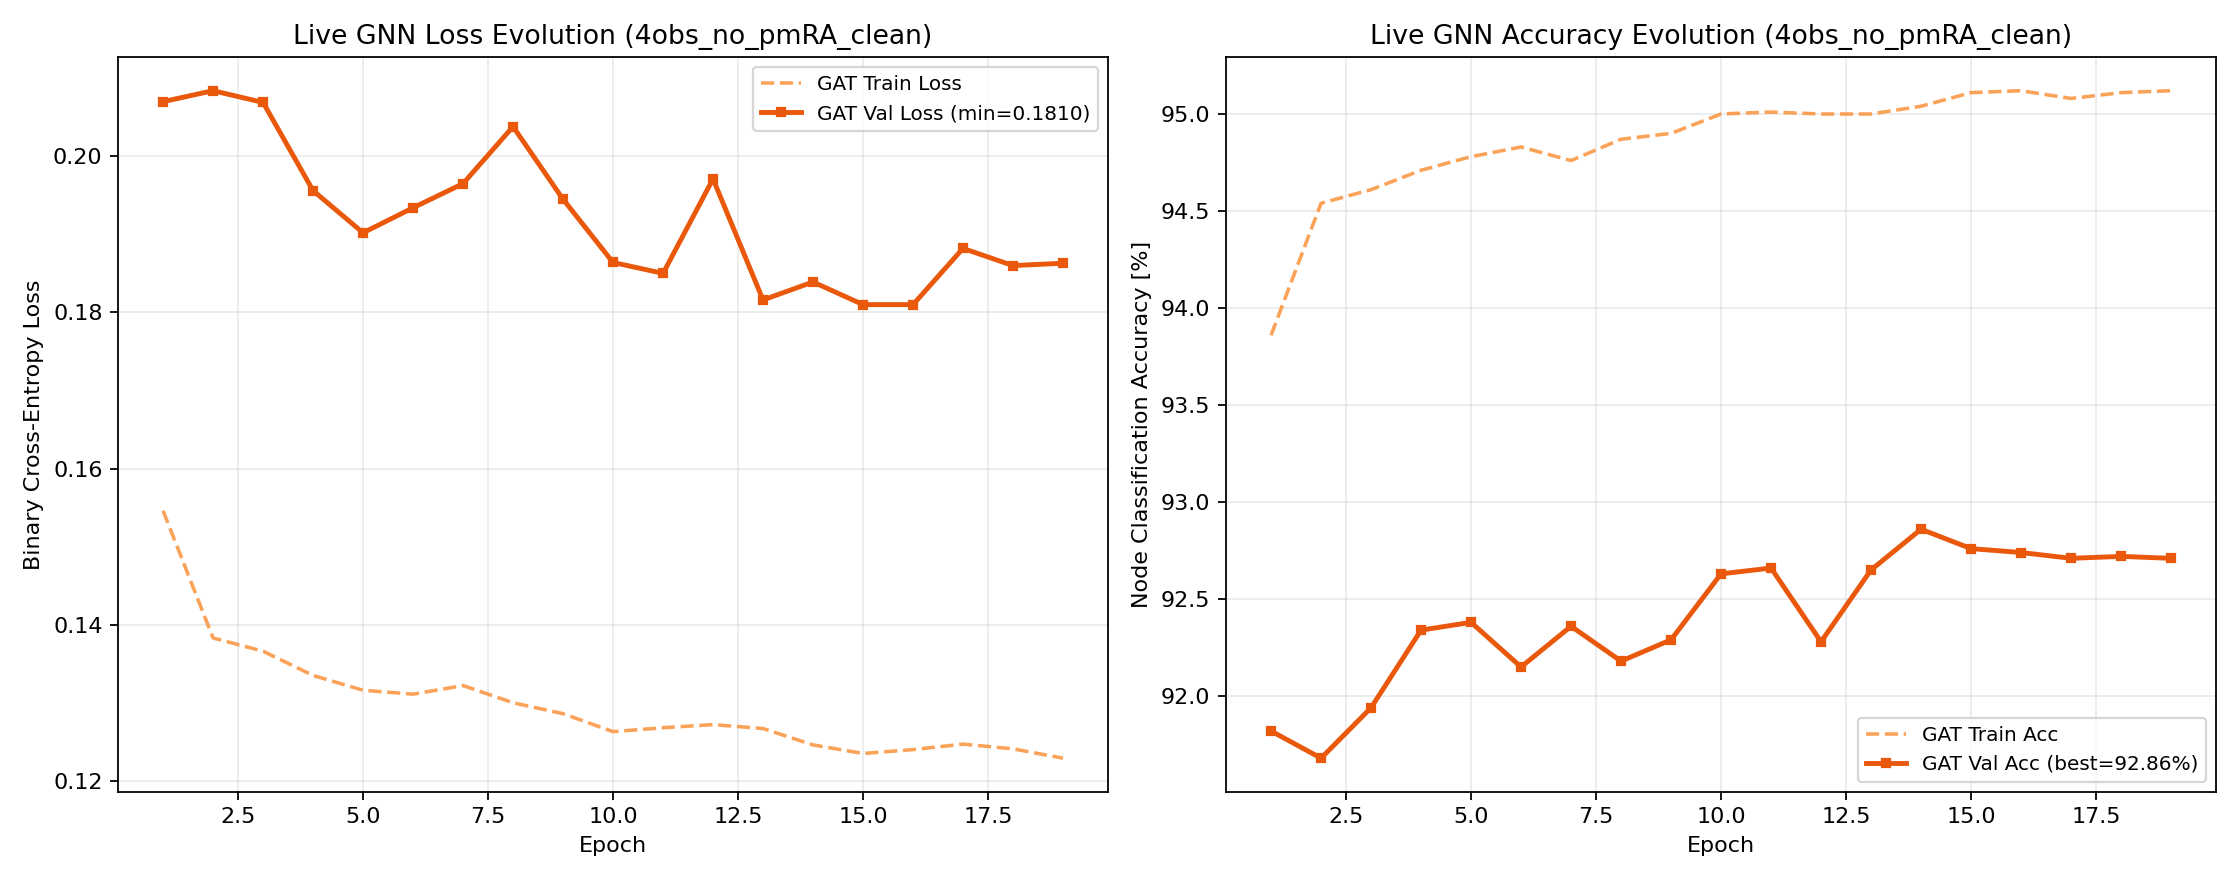 Live GNN Loss Evolution (4obs_no_pmRA_clean)
GAT Train Loss
GAT Val Loss (min=0.1810)
Binary Cross-Entropy Loss
0.20
0.18
0.16
0.14
0.12
2.5 5.0 7.5 10.0 12.5 15.0 17.5
Epoch
Live GNN Accuracy Evolution (4obs_no_pmRA_clean)
Node Classification Accuracy [%]
95.0
94.5
94.0
93.5
93.0
92.5
92.0
GAT Train Acc
GAT Val Acc (best=92.86%)
2.5 5.0 7.5 10.0 12.5 15.0 17.5
Epoch